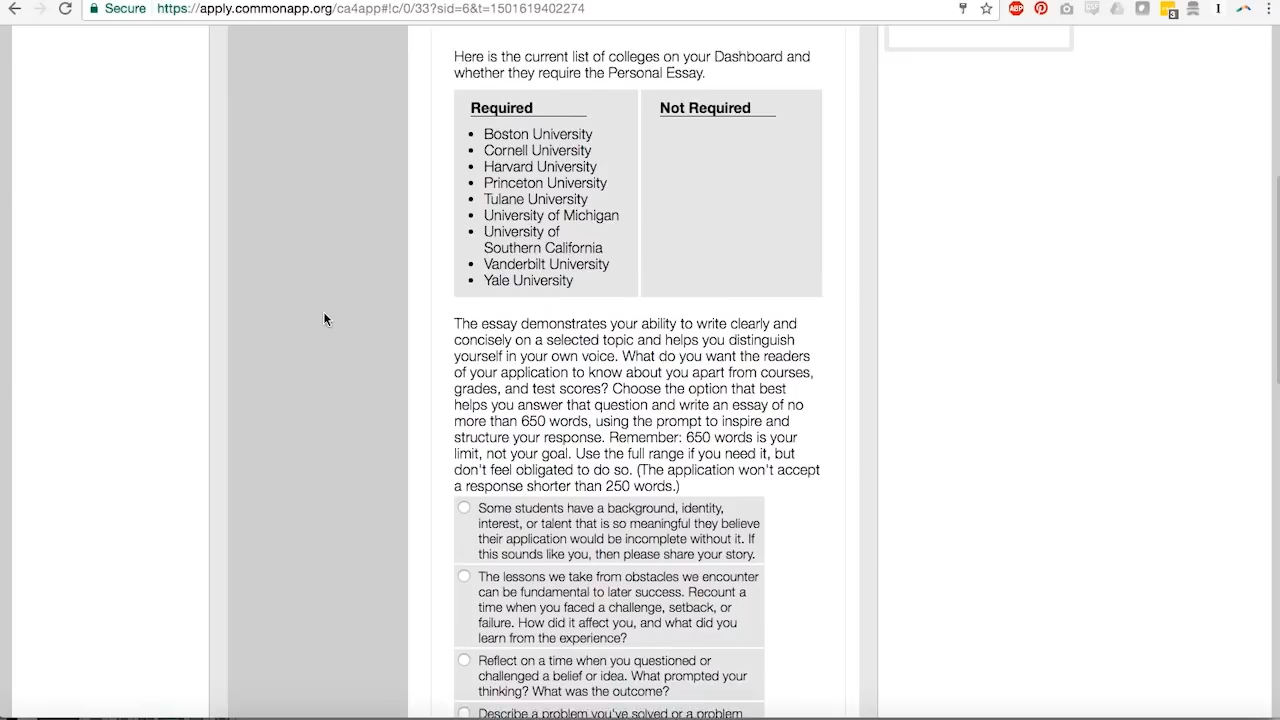 Secure https://apply.commonapp.org/ca4app#!c/0/33?sid=6&t=1501619402274
ABP
3
Here is the current list of colleges on your Dashboard and
whether they require the Personal Essay.
Required
Not Required
• Boston University
• Cornell University
• Harvard University
• Princeton University
• Tulane University
• University of Michigan
• University of
Southern California
• Vanderbilt University
• Yale University
The essay demonstrates your ability to write clearly and
concisely on a selected topic and helps you distinguish
yourself in your own voice. What do you want the readers
of your application to know about you apart from courses,
grades, and test scores? Choose the option that best
helps you answer that question and write an essay of no
more than 650 words, using the prompt to inspire and
structure your response. Remember: 650 words is your
limit, not your goal. Use the full range if you need it, but
don't feel obligated to do so. (The application won't accept
a response shorter than 250 words.)
Some students have a background, identity,
interest, or talent that is so meaningful they believe
their application would be incomplete without it. If
this sounds like you, then please share your story.
The lessons we take from obstacles we encounter
can be fundamental to later success. Recount a
time when you faced a challenge, setback, or
failure. How did it affect you, and what did you
learn from the experience?
Reflect on a time when you questioned or
challenged a belief or idea. What prompted your
thinking? What was the outcome?
Describe a problem you've solved or a problem